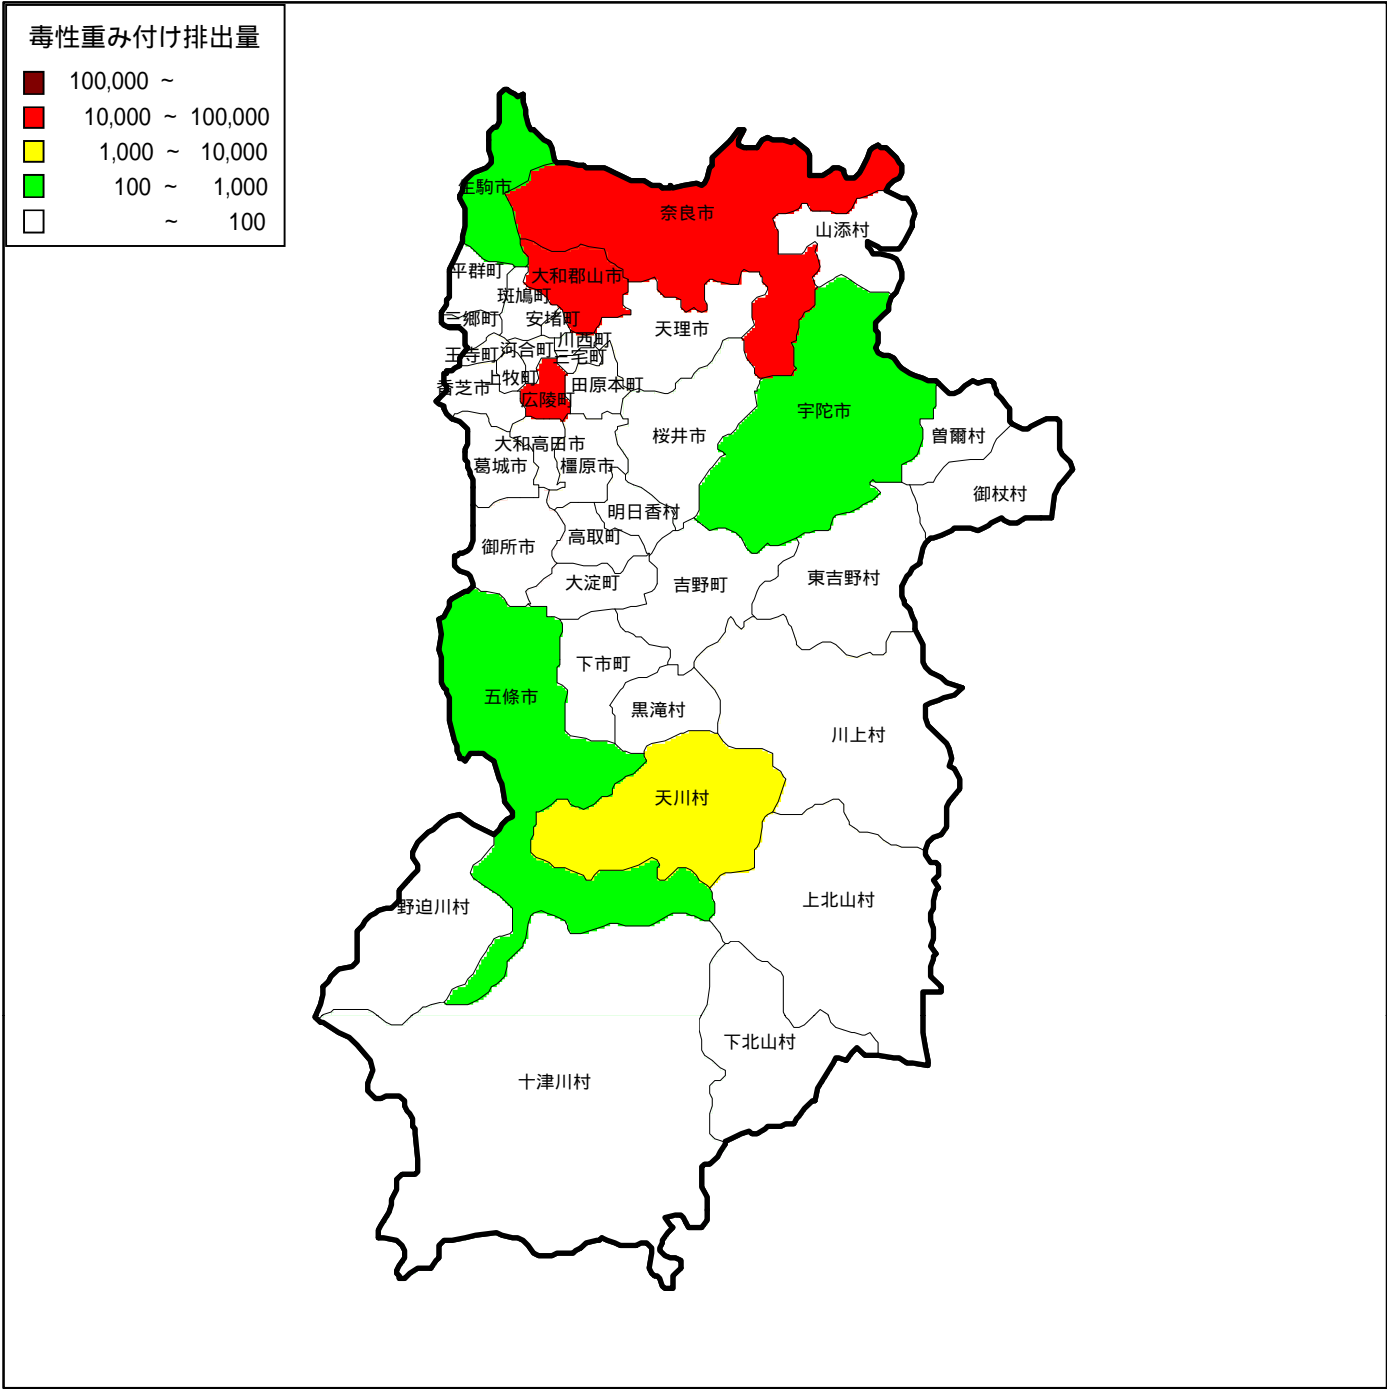 毒性重み付け排出量
100,000 ~
10,000 ~ 100,000
1,000 ~ 10,000
100 ~ 1,000
~ 100
生駒市
奈良市
山添村
平群町
大和郡山市
斑鳩町
三郷町
安堵町
天理市
川西町
王寺町
河合町
三宅町
上牧町
香芝市
田原本町
広陵町
宇陀市
大和高田市
桜井市
曽爾村
葛城市
橿原市
御杖村
明日香村
高取町
御所市
大淀町
吉野町
東吉野村
下市町
五條市
黒滝村
川上村
天川村
上北山村
野迫川村
下北山村
十津川村